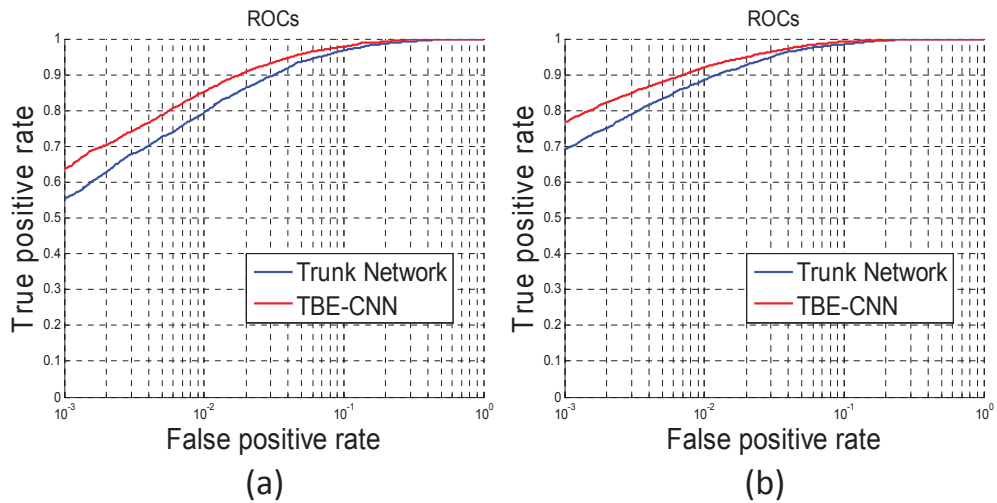 ROCs
True positive rate
1
0.9
0.8
0.7
0.6
0.5
0.4
0.3
0.2
0.1
0
Trunk Network
TBE-CNN
10^-3
10^-2
10^-1
10^0
False positive rate
(a)
ROCs
True positive rate
1
0.9
0.8
0.7
0.6
0.5
0.4
0.3
0.2
0.1
0
Trunk Network
TBE-CNN
10^-3
10^-2
10^-1
10^0
False positive rate
(b)